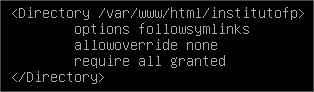 <Directory /var/www/html/institutofp>
options followsymlinks
allowoverride none
require all granted
</Directory>